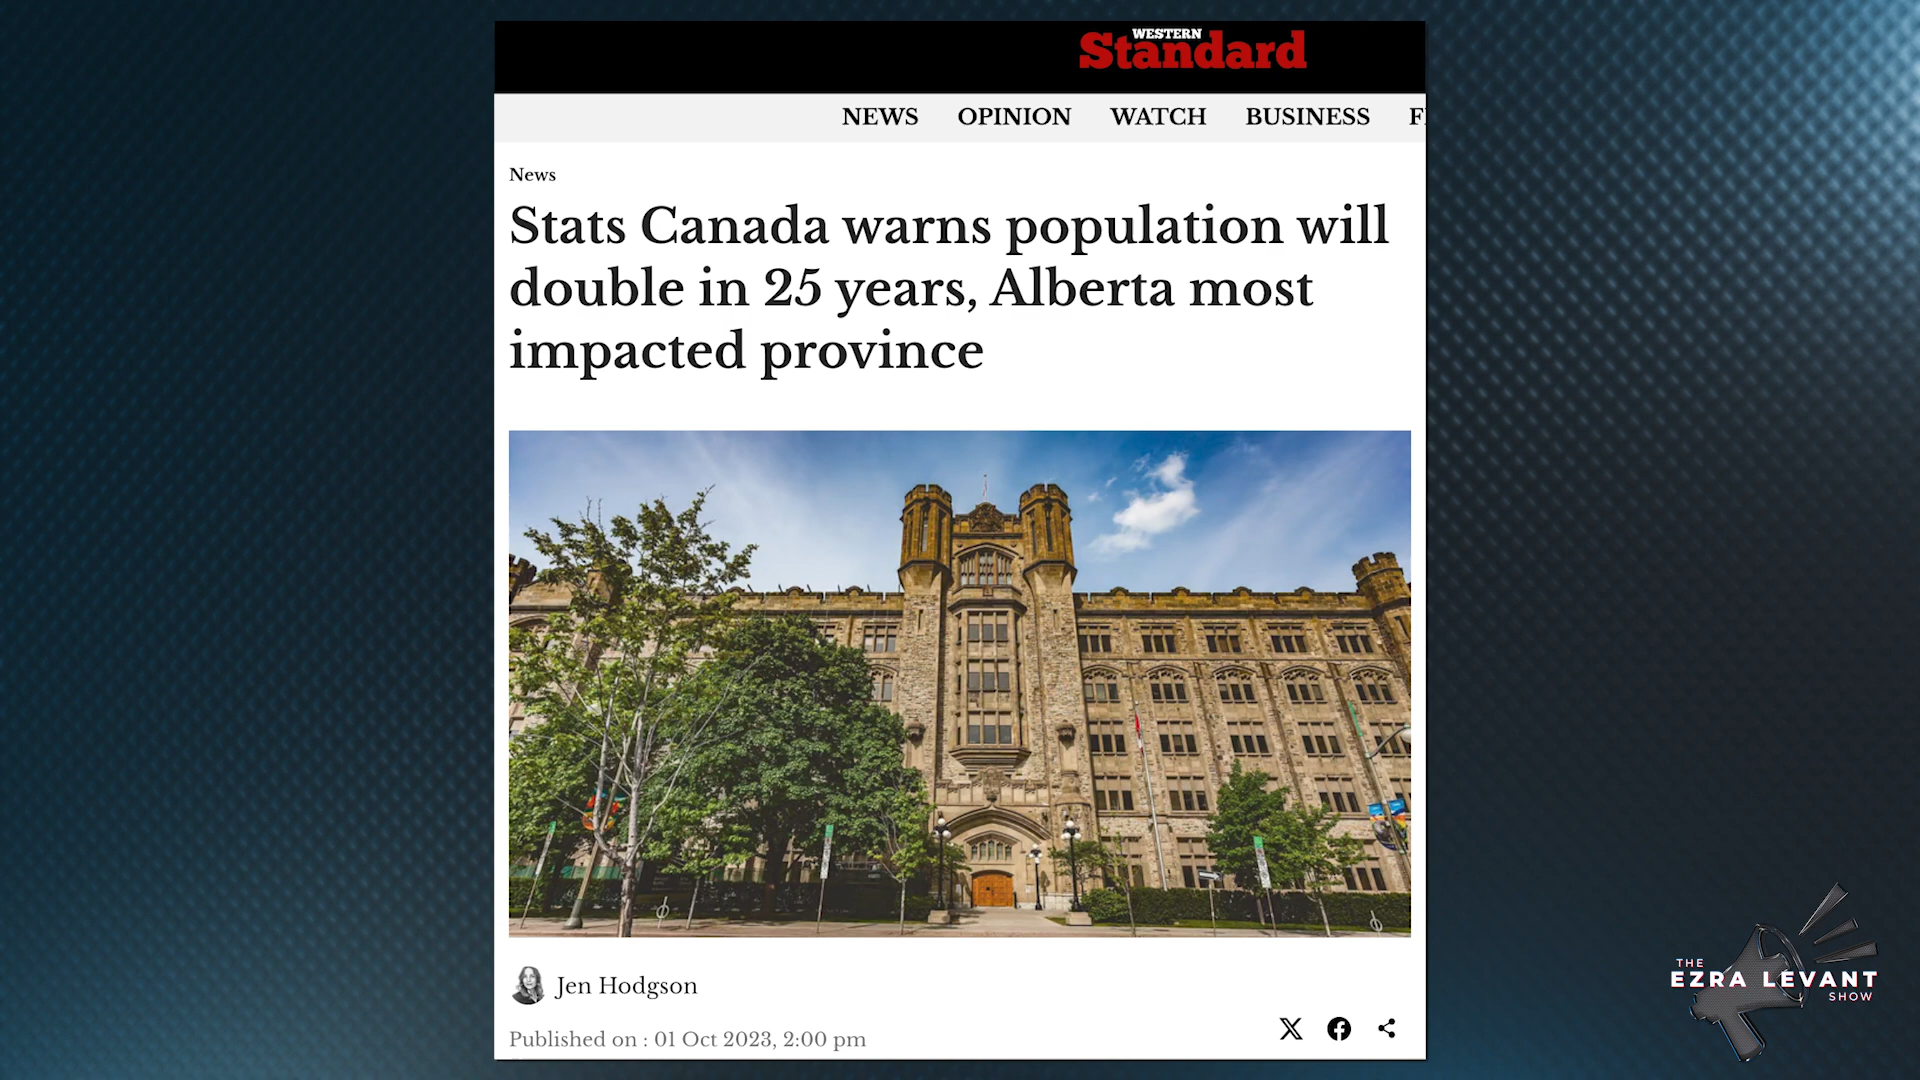 WESTERN
Standard
NEWS OPINION WATCH BUSINESS F
News
Stats Canada warns population will
double in 25 years, Alberta most
impacted province
Jen Hodgson
Published on : 01 Oct 2023, 2:00 pm
THE
EZRA LEVANT
SHOW